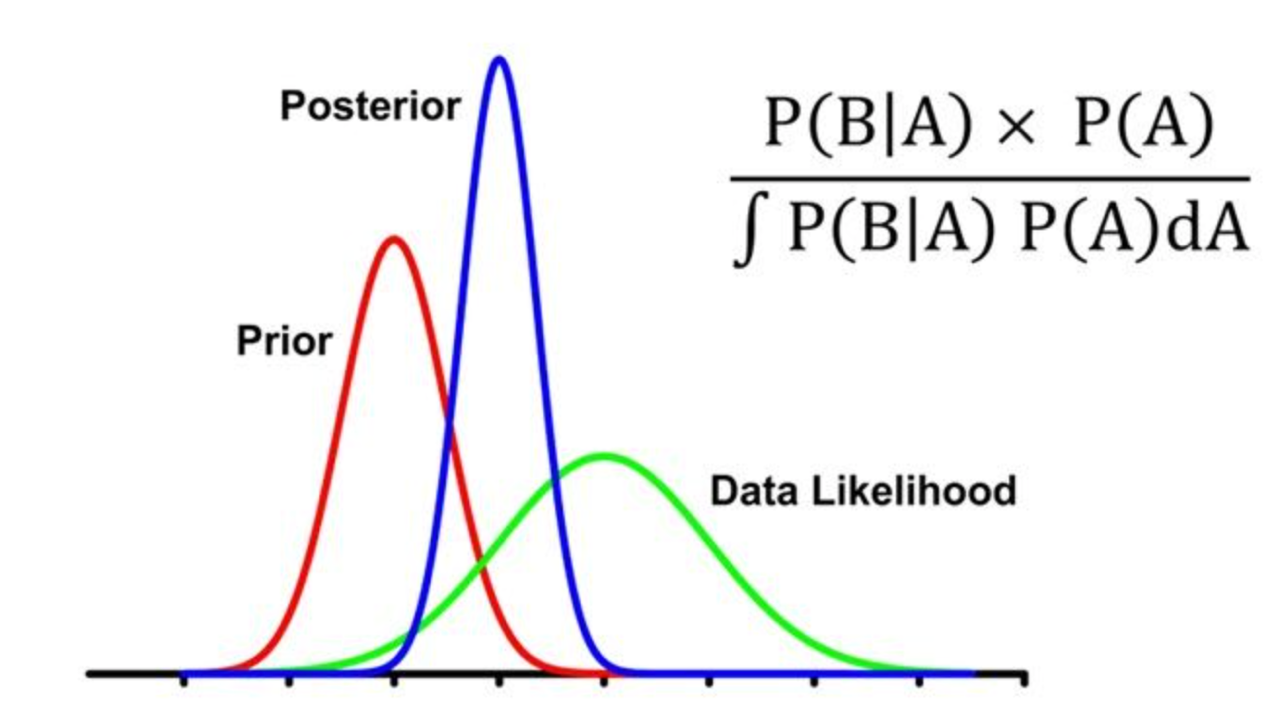 Posterior
P(B|A) × P(A)
∫ P(B|A) P(A)dA
Prior
Data Likelihood